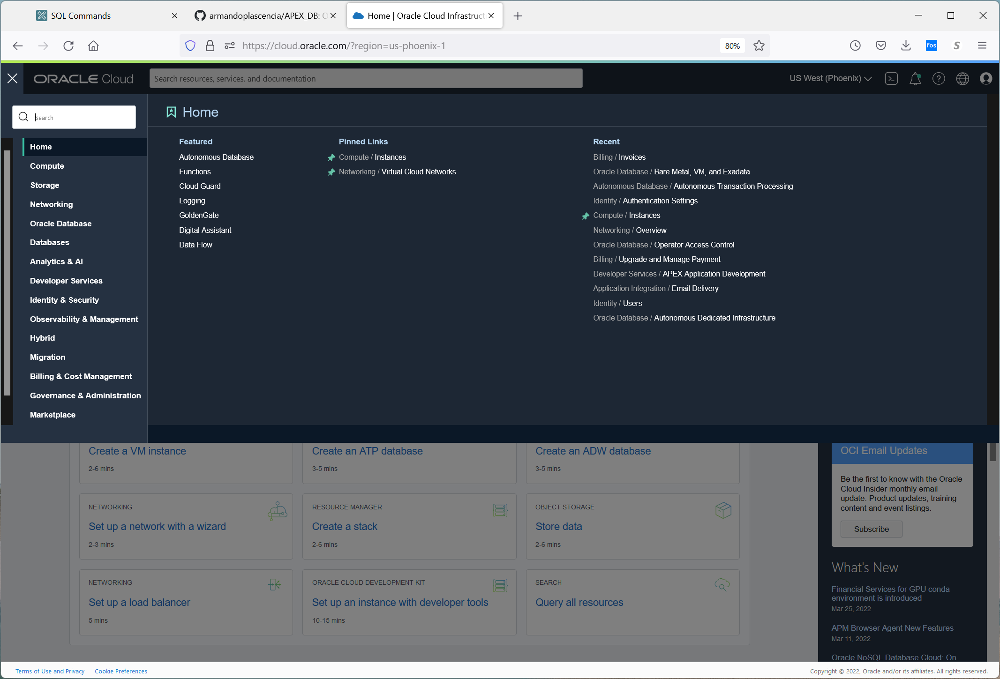 SQL Commands
armandoplascencia/APEX_DB: O
Home | Oracle Cloud Infrastruct
https://cloud.oracle.com/?region=us-phoenix-1
80%
fos
S
ORACLE Cloud
Search resources, services, and documentation
US West (Phoenix)
Search
Home
Compute
Storage
Networking
Oracle Database
Databases
Analytics & AI
Developer Services
Identity & Security
Observability & Management
Hybrid
Migration
Billing & Cost Management
Governance & Administration
Marketplace
Home
Featured
Autonomous Database
Functions
Cloud Guard
Logging
GoldenGate
Digital Assistant
Data Flow
Pinned Links
Compute / Instances
Networking / Virtual Cloud Networks
Recent
Billing / Invoices
Oracle Database / Bare Metal, VM, and Exadata
Autonomous Database / Autonomous Transaction Processing
Identity / Authentication Settings
Compute / Instances
Networking / Overview
Oracle Database / Operator Access Control
Billing / Upgrade and Manage Payment
Developer Services / APEX Application Development
Application Integration / Email Delivery
Identity / Users
Oracle Database / Autonomous Dedicated Infrastructure
Create a VM instance
2-6 mins
Create an ATP database
3-5 mins
Create an ADW database
3-5 mins
NETWORKING
Set up a network with a wizard
2-3 mins
RESOURCE MANAGER
Create a stack
2-6 mins
OBJECT STORAGE
Store data
2-6 mins
NETWORKING
Set up a load balancer
5 mins
ORACLE CLOUD DEVELOPMENT KIT
Set up an instance with developer tools
10-15 mins
SEARCH
Query all resources
OCI Email Updates
Be the first to know with the Oracle
Cloud Insider monthly email
update. Product updates, training
content and event listings.
Subscribe
What's New
Financial Services for GPU conda
environment is introduced
Mar 25, 2022
APM Browser Agent New Features
Mar 11, 2022
Oracle NoSQL Database Cloud: On
Terms of Use and Privacy
Cookie Preferences
Copyright © 2022, Oracle and/or its affiliates. All rights reserved.